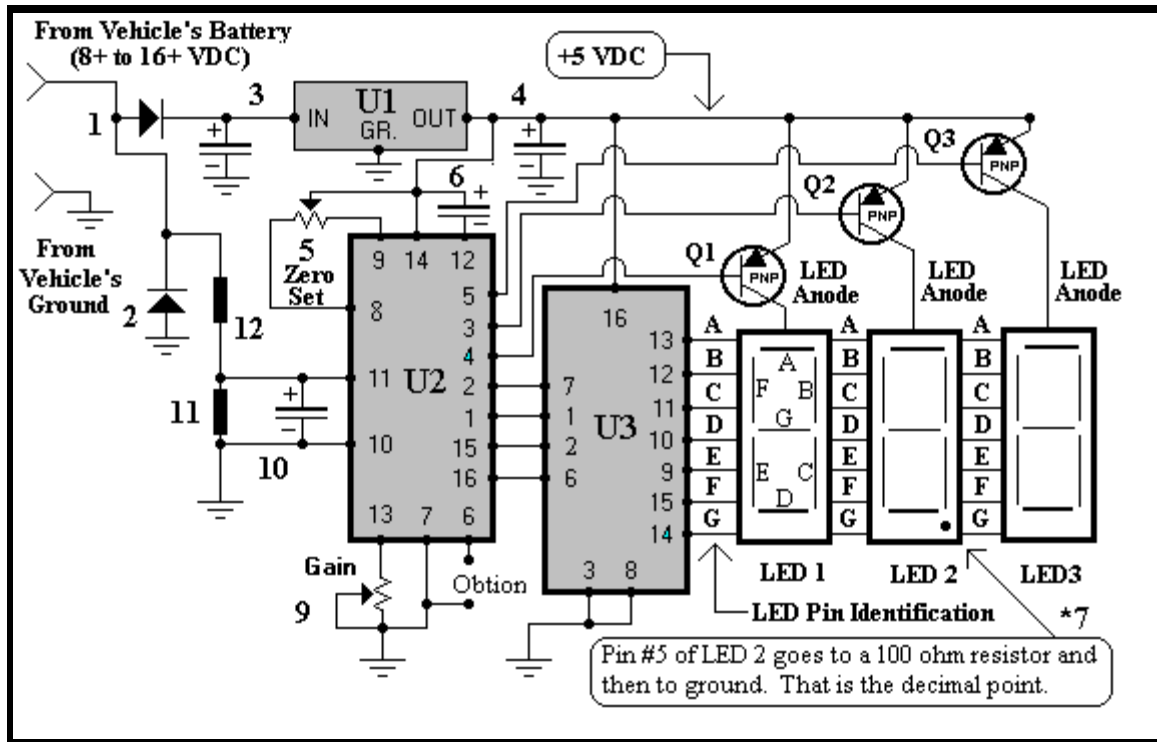 From Vehicle's Battery
(8+ to 16+ VDC)
+5 VDC
1
3
+
-
IN
U1
OUT
GR.
4
+
-
Q3
PNP
Q2
PNP
Q1
PNP
6
+
-
From
Vehicle's
Ground
2
5
Zero
Set
12
11
+
-
10
9
14
12
8
5
3
4
11
U2
2
1
10
15
16
13
7
6
Gain
9
Obtion
16
13
12
11
10
9
15
14
7
1
2
6
U3
3
8
LED
Anode
LED
Anode
LED
Anode
A
B
C
D
E
F
G
A
F
B
G
E
C
D
A
B
C
D
E
F
G
A
B
C
D
E
F
G
LED 1
LED 2
LED3
LED Pin Identification
*7
Pin #5 of LED 2 goes to a 100 ohm resistor and
then to ground. That is the decimal point.